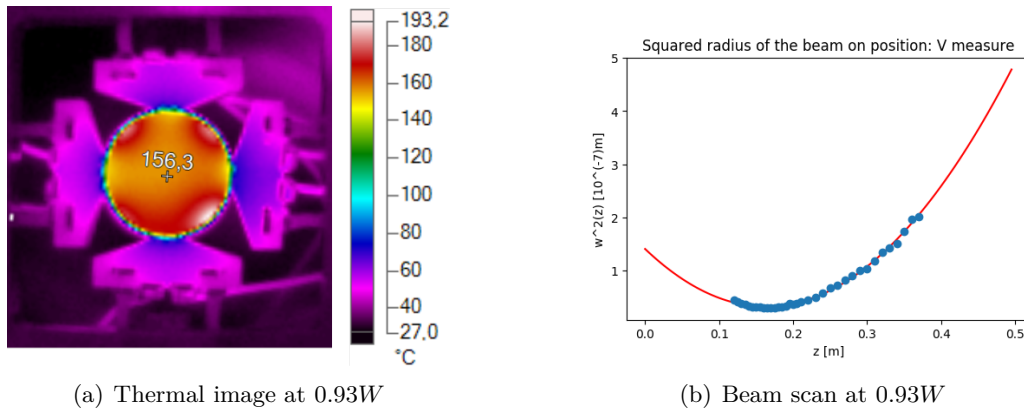 156,3
193,2
180
160
140
120
100
80
60
40
27,0
°C
(a) Thermal image at 0.93W
Squared radius of the beam on position: V measure
w^2(z) [10^(-7)m]
5
4
3
2
1
0.0 0.1 0.2 0.3 0.4 0.5
z [m]
(b) Beam scan at 0.93W